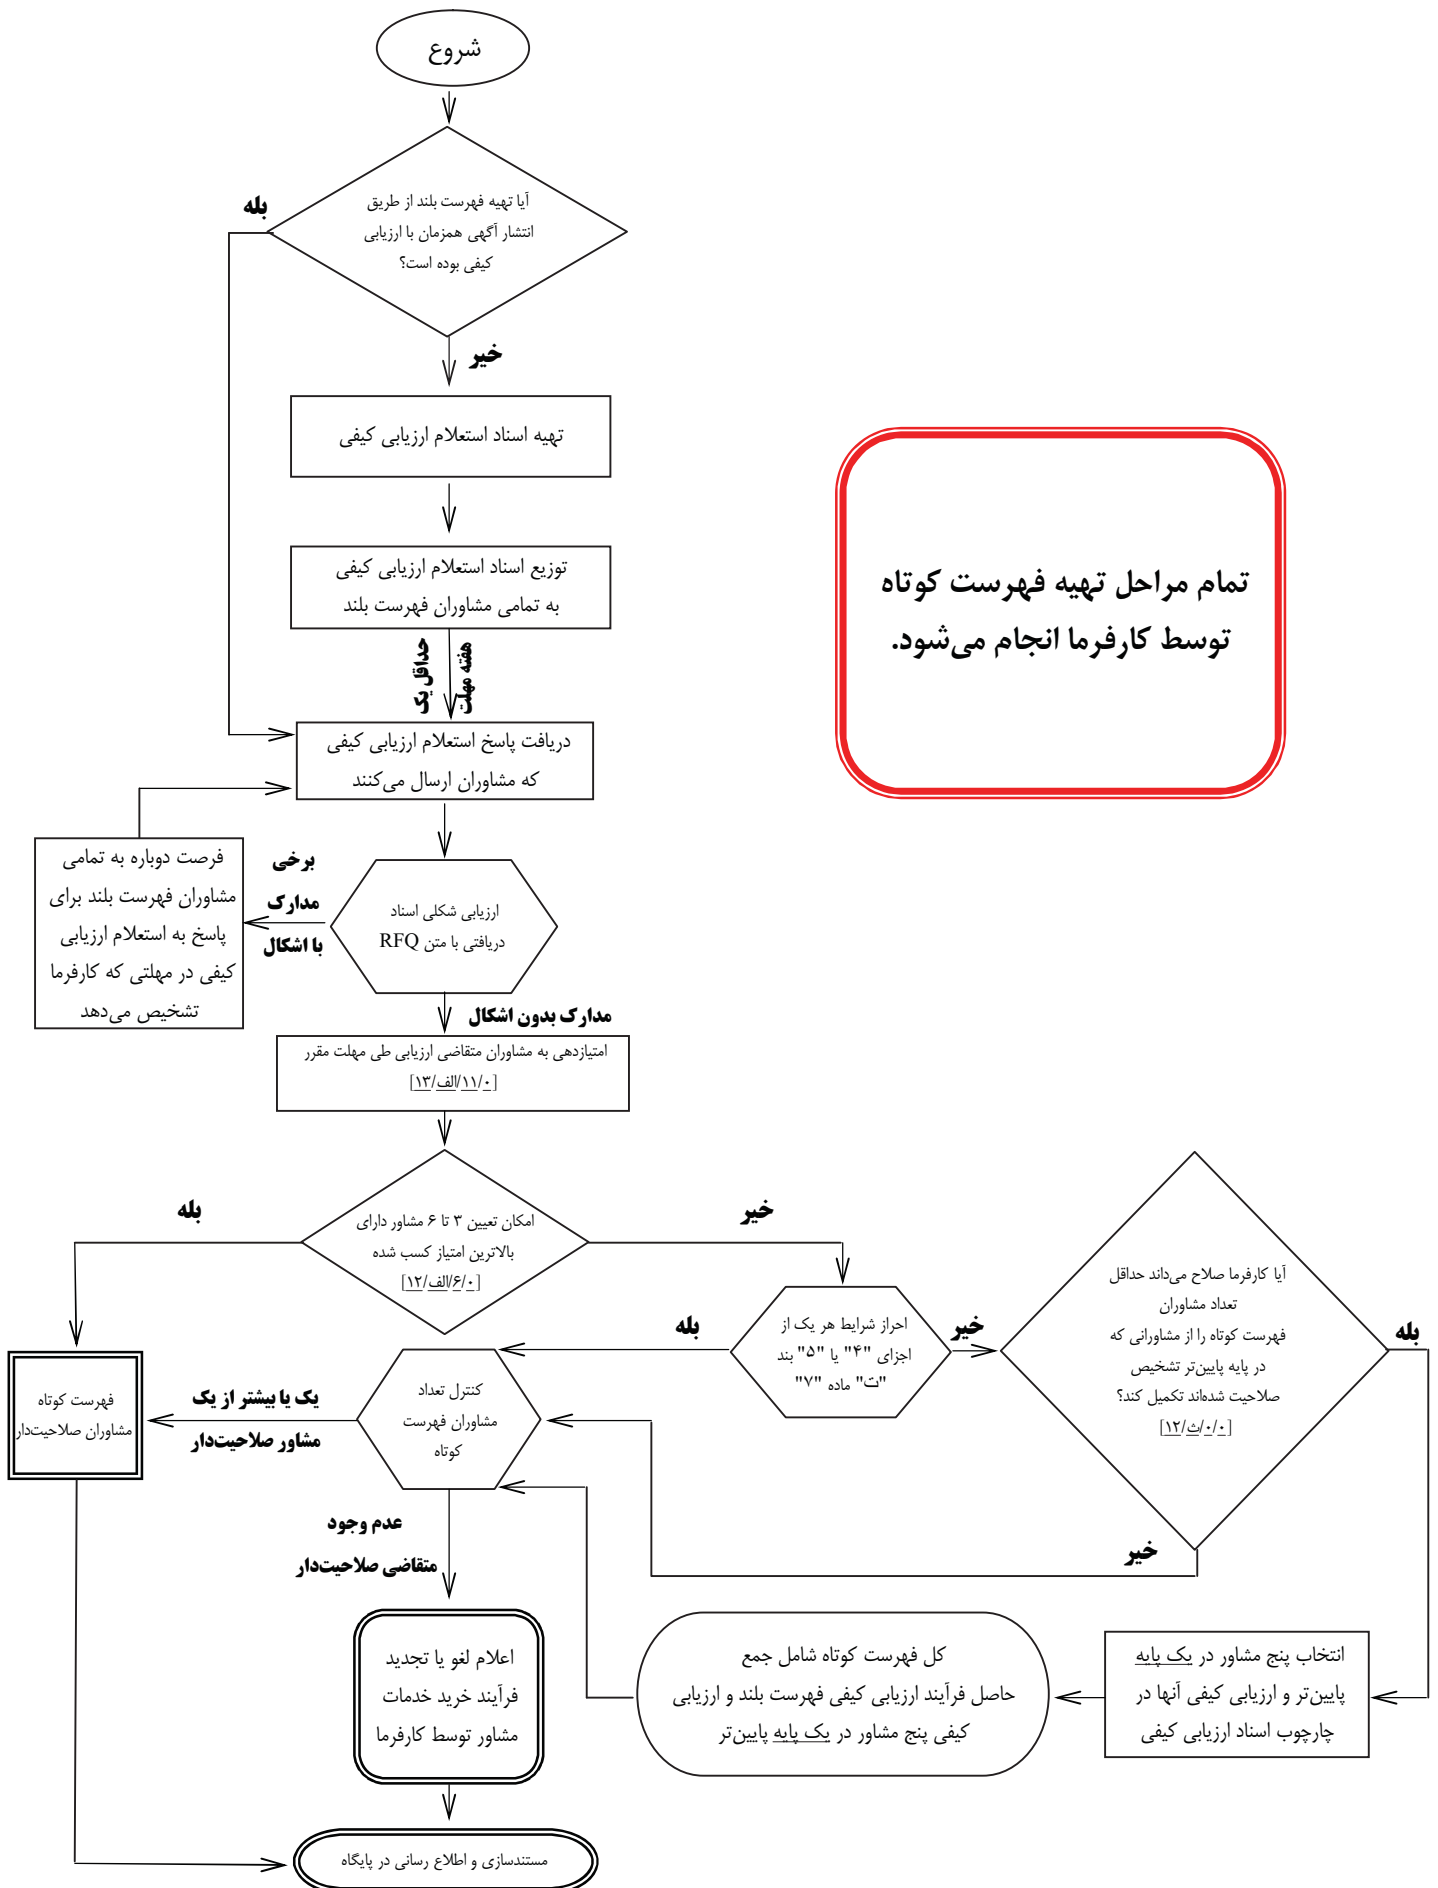 شروع
آیا تهیه فهرست بلند از طریق
انتشار آگهی همزمان با ارزیابی
کیفی بوده است؟
بله
خیر
تهیه اسناد استعلام ارزیابی کیفی
توزیع اسناد استعلام ارزیابی کیفی
به تمامی مشاوران فهرست بلند
حداقل یک
هفته مهلت
تمام مراحل تهیه فهرست کوتاه
توسط کارفرما انجام می‌شود.
دریافت پاسخ استعلام ارزیابی کیفی
که مشاوران ارسال می‌کنند
ارزیابی شکلی اسناد
دریافتی با متن RFQ
برخی
مدارک
با اشکال
فرصت دوباره به تمامی
مشاوران فهرست بلند برای
پاسخ به استعلام ارزیابی
کیفی در مهلتی که کارفرما
تشخیص می‌دهد
مدارک بدون اشکال
امتیازدهی به مشاوران متقاضی ارزیابی طی مهلت مقرر
[۰/۱۱/الف/۱۳]
امکان تعیین ۳ تا ۶ مشاور دارای
بالاترین امتیاز کسب شده
[۰/۶/الف/۱۲]
بله
خیر
احراز شرایط هر یک از
اجزای "۴" یا "۵" بند
"ت" ماده "۷"
بله
خیر
آیا کارفرما صلاح می‌داند حداقل
تعداد مشاوران
فهرست کوتاه را از مشاورانی که
در پایه پایین‌تر تشخیص
صلاحیت شده‌اند تکمیل کند؟
[۰/۰/ث/۱۲]
بله
خیر
کنترل تعداد
مشاوران فهرست
کوتاه
یک یا بیشتر از یک
مشاور صلاحیت‌دار
فهرست کوتاه
مشاوران صلاحیت‌دار
عدم وجود
متقاضی صلاحیت‌دار
انتخاب پنج مشاور در یک پایه
پایین‌تر و ارزیابی کیفی آنها در
چارچوب اسناد ارزیابی کیفی
کل فهرست کوتاه شامل جمع
حاصل فرآیند ارزیابی کیفی فهرست بلند و ارزیابی
کیفی پنج مشاور در یک پایه پایین‌تر
اعلام لغو یا تجدید
فرآیند خرید خدمات
مشاور توسط کارفرما
مستندسازی و اطلاع رسانی در پایگاه